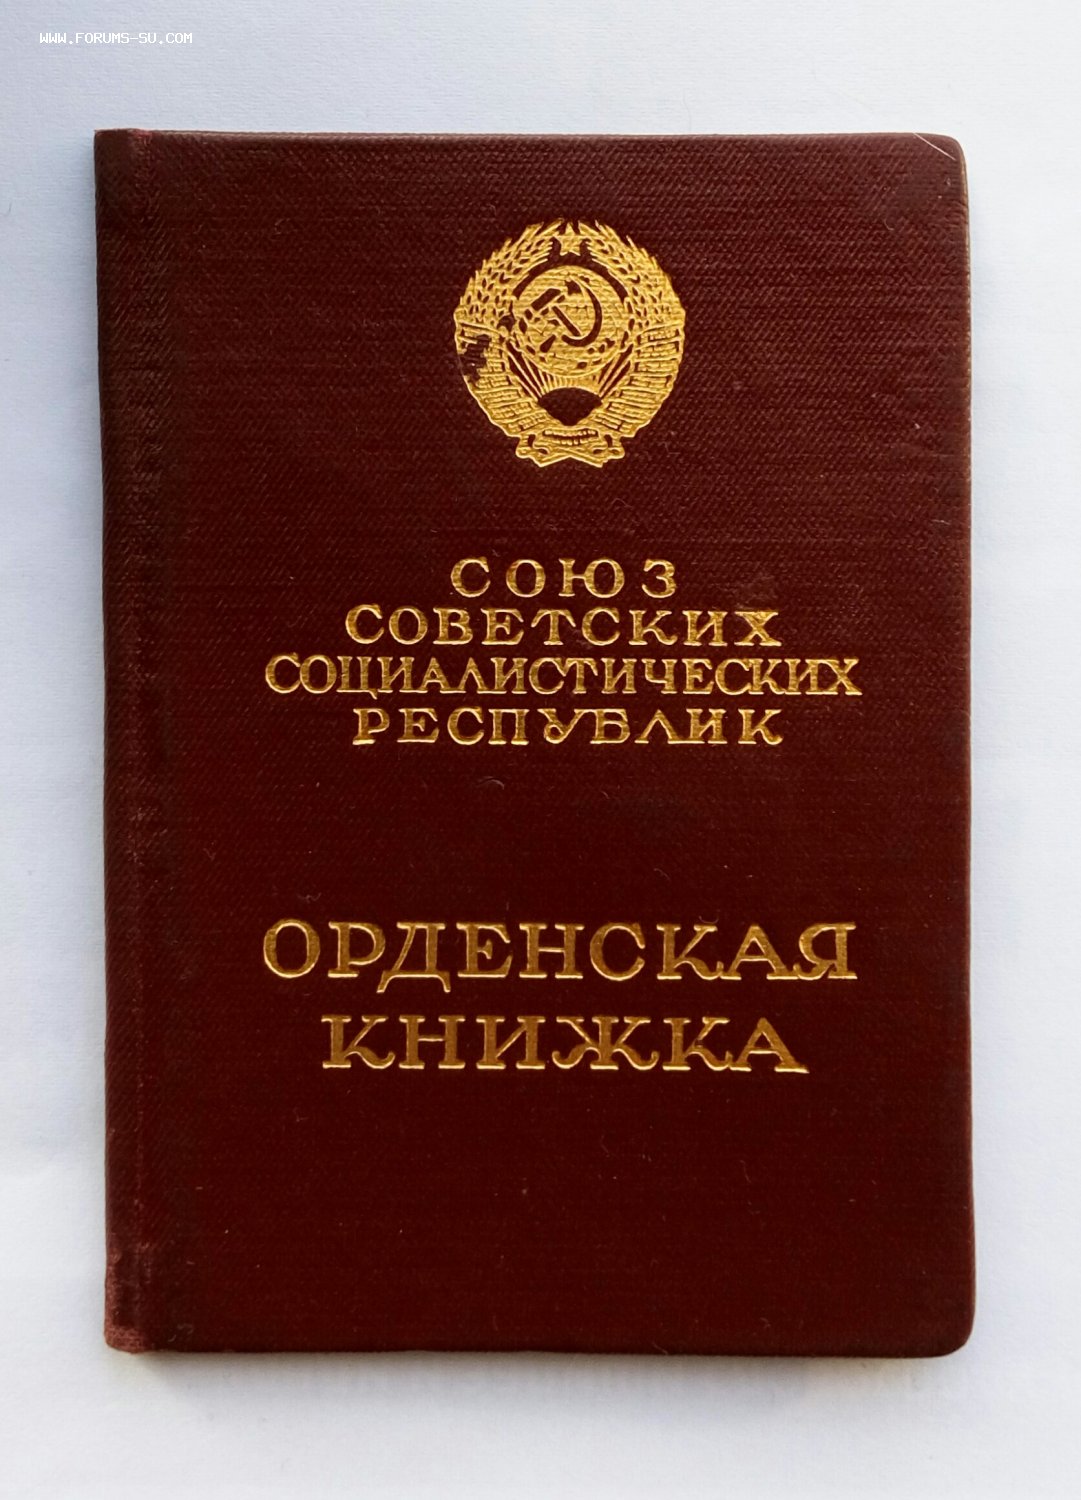 WWW.FORUMS-SU.COM
СОЮЗ
СОВЕТСКИХ
СОЦИАЛИСТИЧЕСКИХ
РЕСПУБЛИК
ОРДЕНСКАЯ
КНИЖКА